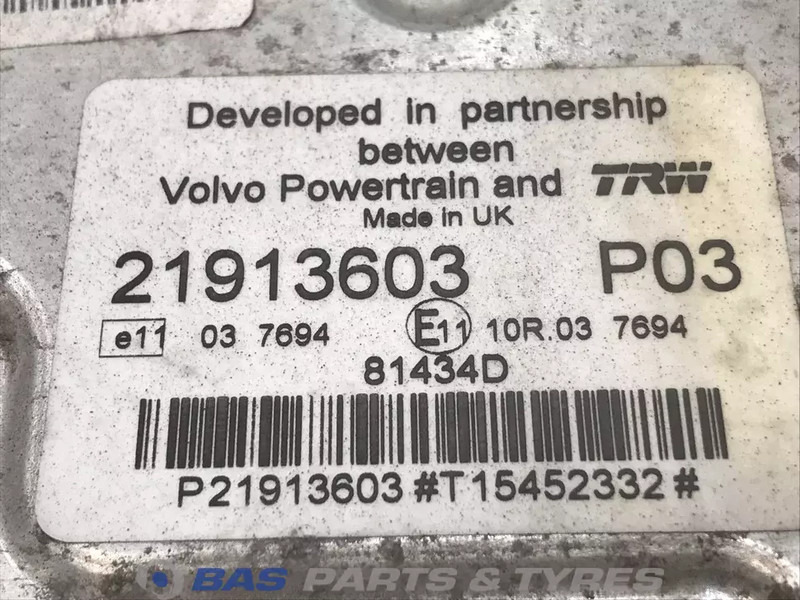 Developed in partnership
between
Volvo Powertrain and TRW
Made in UK
21913603 P03
e11 03 7694 E11 10R.03 7694
81434D
P21913603#T15452332#
BAS PARTS & TYRES